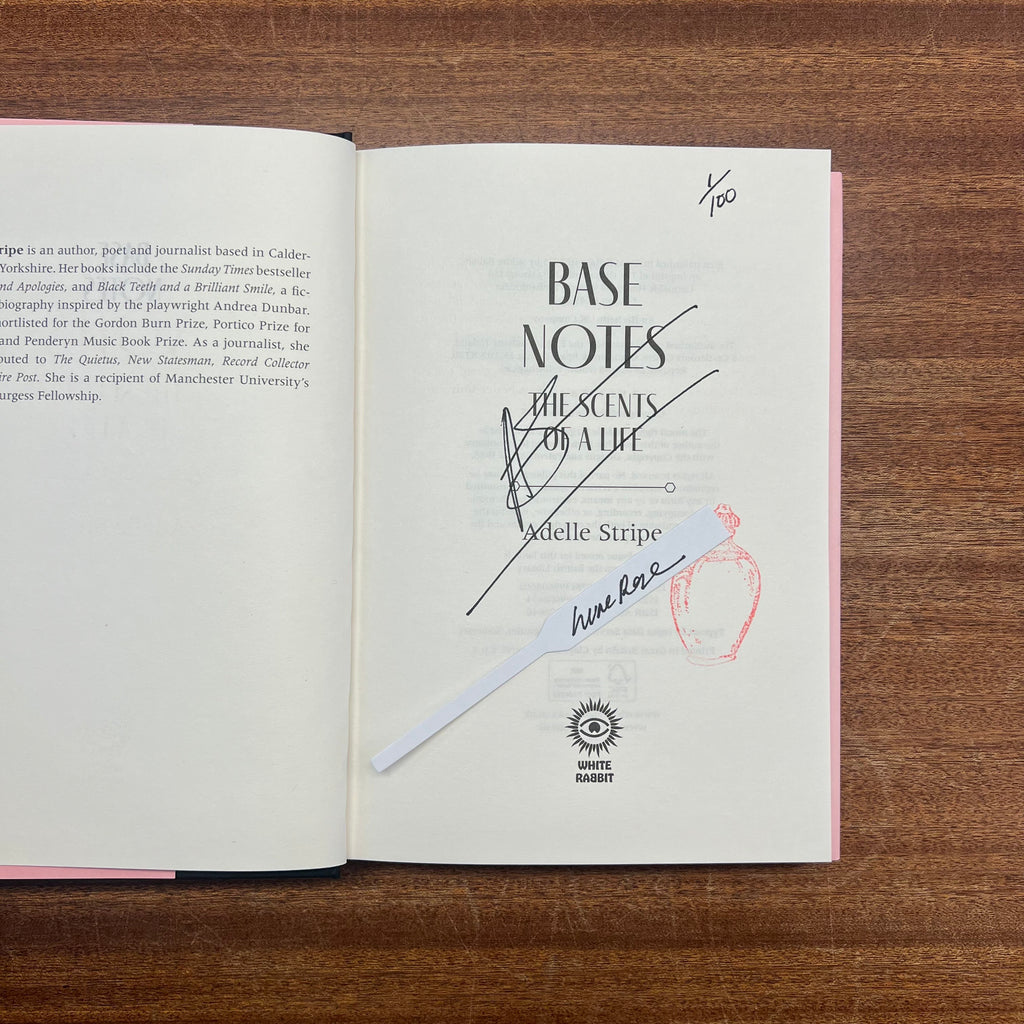 ripe is an author, poet and journalist based in Calder-
Yorkshire. Her books include the Sunday Times bestseller
nd Apologies, and Black Teeth and a Brilliant Smile, a fic-
biography inspired by the playwright Andrea Dunbar.
ortlisted for the Gordon Burn Prize, Portico Prize for
and Penderyn Music Book Prize. As a journalist, she
buted to The Quietus, New Statesman, Record Collector
ire Post. She is a recipient of Manchester University's
urgess Fellowship.
1/100
BASE
NOTES
THE SCENTS
OF A LIFE
Adelle Stripe
Rose
WHITE
RABBIT